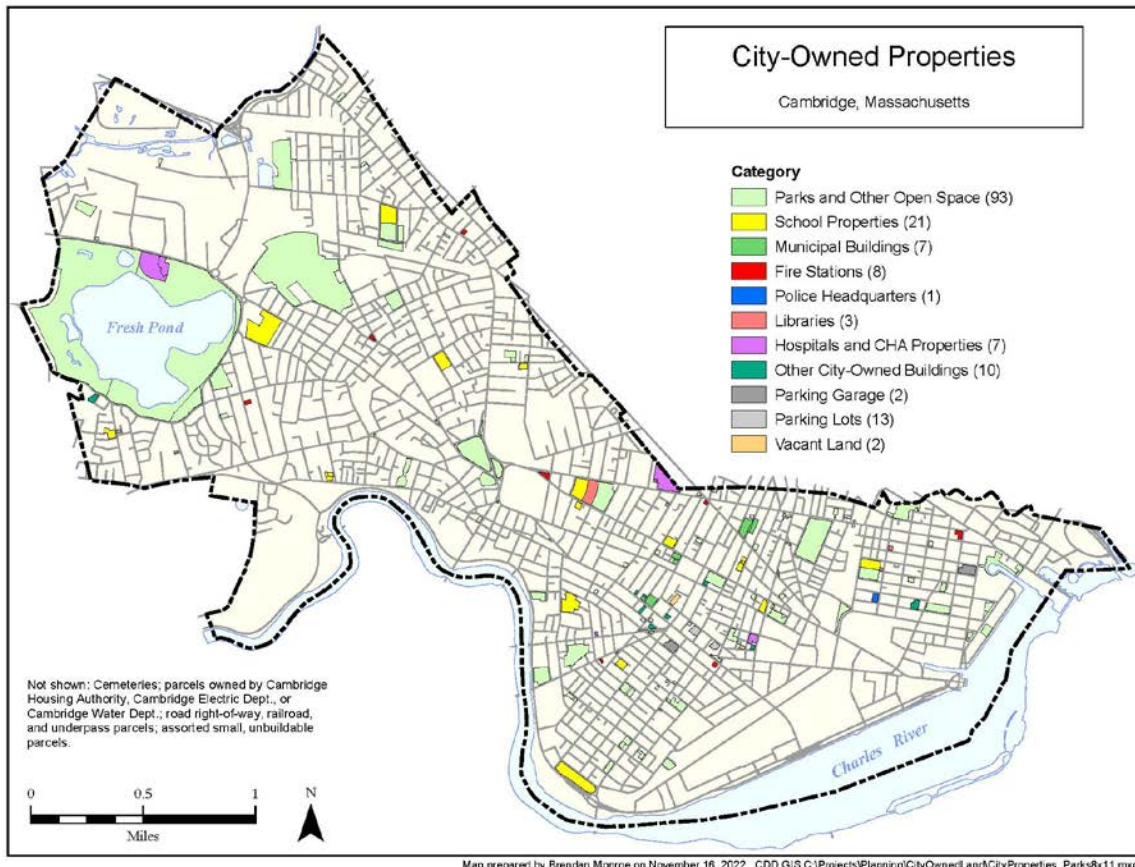 City-Owned Properties
Cambridge, Massachusetts
Category
Parks and Other Open Space (93)
School Properties (21)
Municipal Buildings (7)
Fire Stations (8)
Police Headquarters (1)
Libraries (3)
Hospitals and CHA Properties (7)
Other City-Owned Buildings (10)
Parking Garage (2)
Parking Lots (13)
Vacant Land (2)
Fresh Pond
Charles River
Not shown: Cemeteries; parcels owned by Cambridge
Housing Authority, Cambridge Electric Dept., or
Cambridge Water Dept.; road right-of-way, railroad,
and underpass parcels; assorted small, unbuildable
parcels.
0 0.5 1
Miles
N
Map prepared by Brendan Monroe on November 16, 2022. CDD GIS C:\Projects\Planning\CityOwnedLand\CityProperties_Parks8x11.mxd